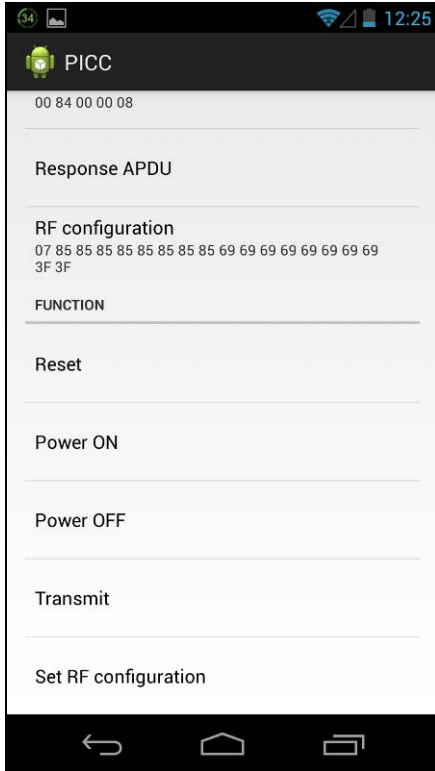 34
12:25
PICC
00 84 00 00 08
Response APDU
RF configuration
07 85 85 85 85 85 85 85 85 69 69 69 69 69 69 69 69
3F 3F
FUNCTION
Reset
Power ON
Power OFF
Transmit
Set RF configuration